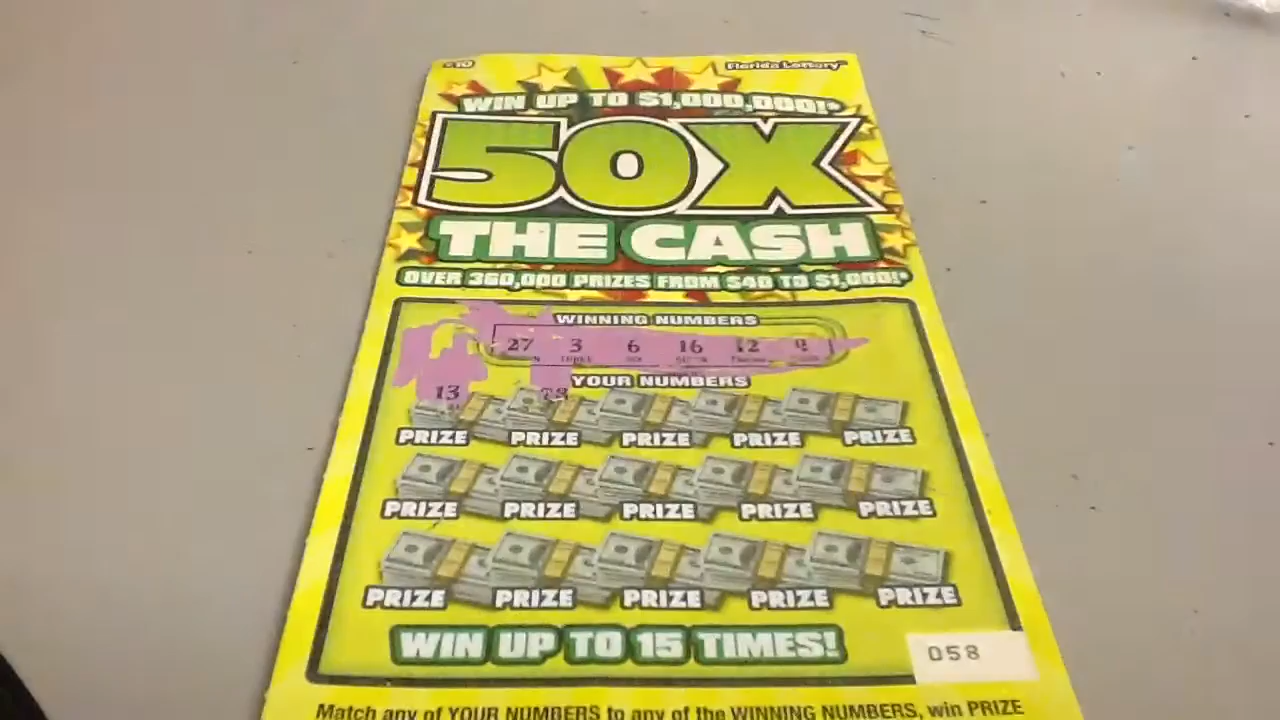 $10
Florida Lottery
WIN UP TO $1,000,000!*
50X
THE CASH
OVER 360,000 PRIZES FROM $40 TO $1,000!*
WINNING NUMBERS
27 3 6 16 12
THREE SIX
YOUR NUMBERS
13
PRIZE PRIZE PRIZE PRIZE PRIZE
PRIZE PRIZE PRIZE PRIZE PRIZE
PRIZE PRIZE PRIZE PRIZE PRIZE
WIN UP TO 15 TIMES!
058
Match any of YOUR NUMBERS to any of the WINNING NUMBERS, win PRIZE